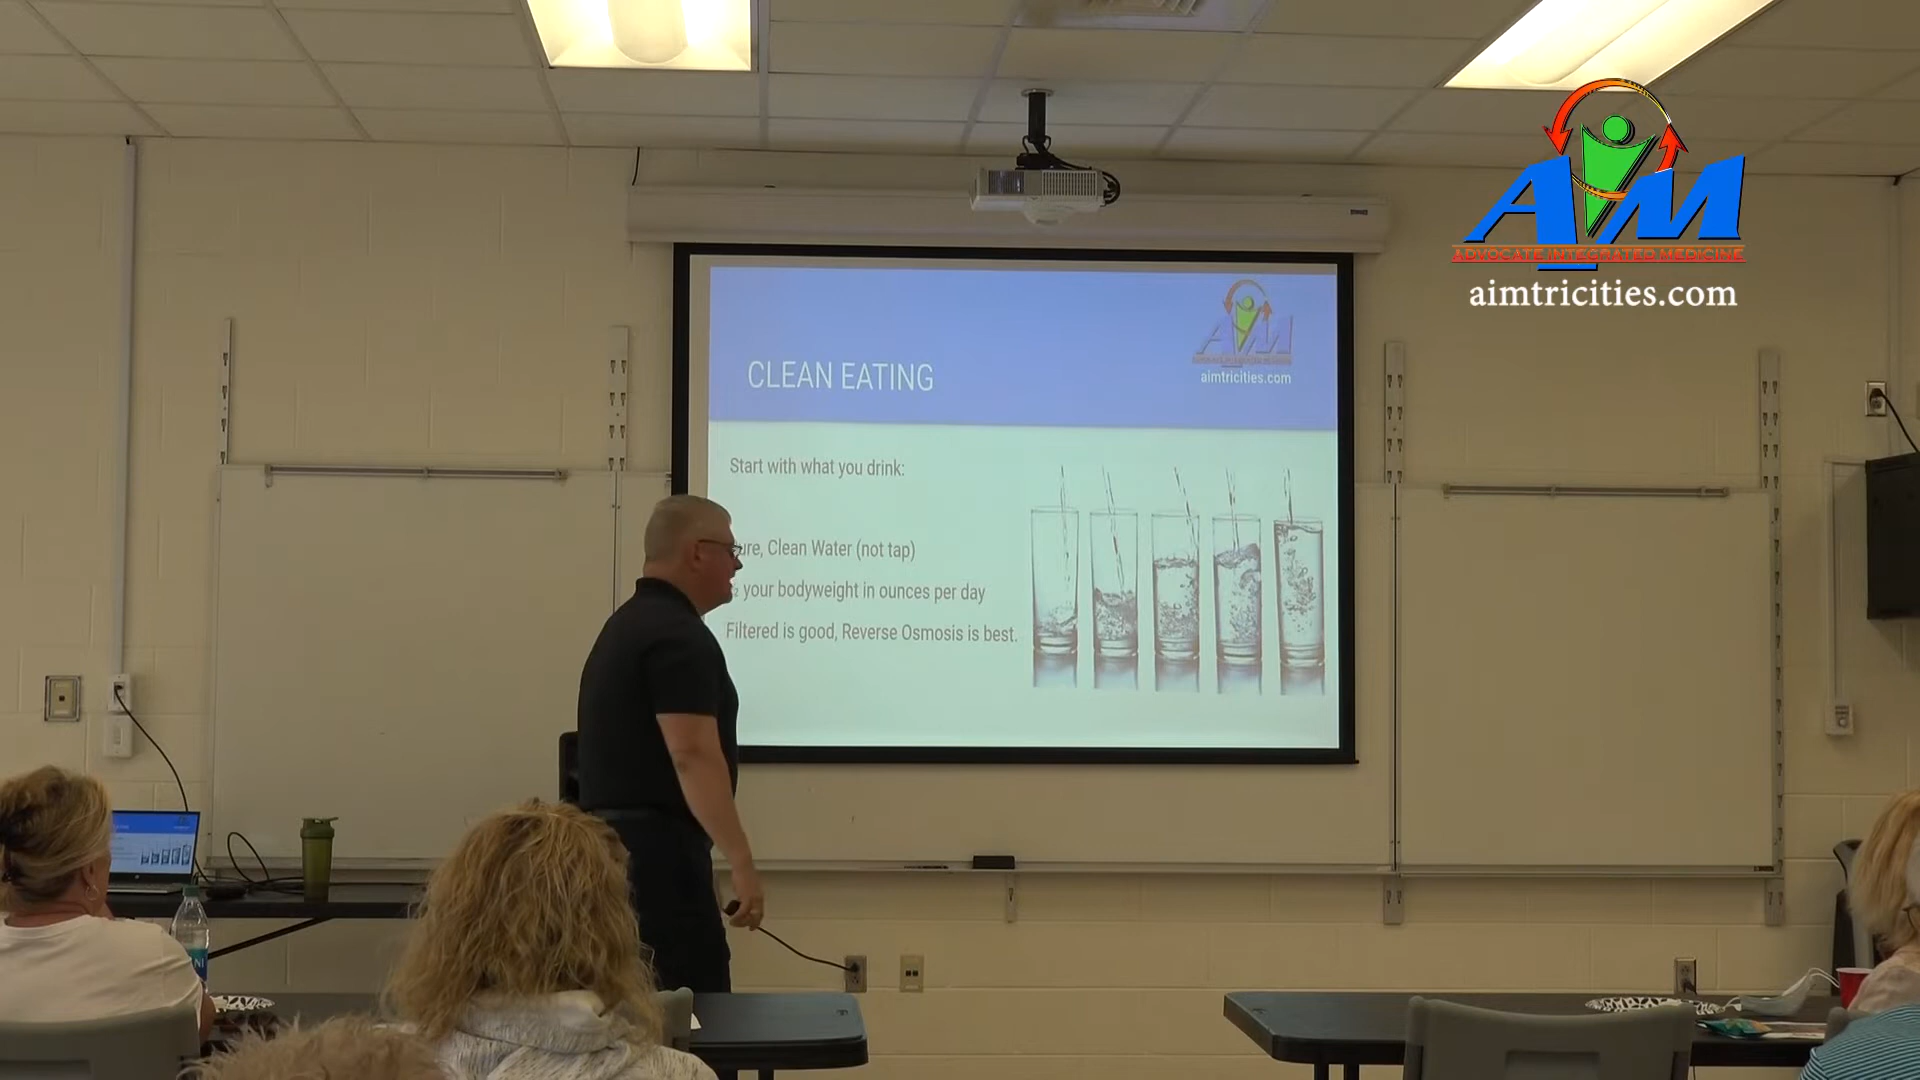 ADVOCATE INTEGRATED MEDICINE
aimtricities.com
aimtricities.com
CLEAN EATING
Start with what you drink:
ure, Clean Water (not tap)
your bodyweight in ounces per day
Filtered is good, Reverse Osmosis is best.